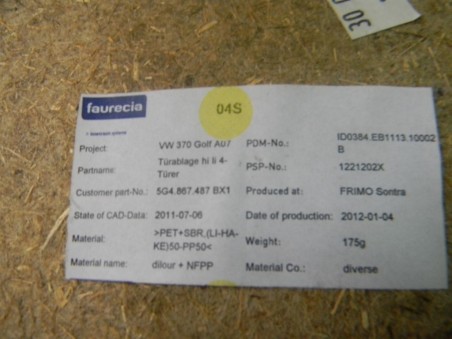 30
faurecia
04S
Project: VW 370 Golf AU7 PDM-No.: ID0384.EB1113.10002
B
Partname: Türablage hi li 4- PSP-No.: 1221202X
Türer
Customer part-No.: 5G4.867.487 BX1 Produced at: FRIMO Sontra
State of CAD-Data: 2011-07-06 Date of production: 2012-01-04
Material: >PET+SBR,(LI-HA- Weight: 175g
KE)50-PP50<
Material name: dilour + NFPP Material Co.: diverse